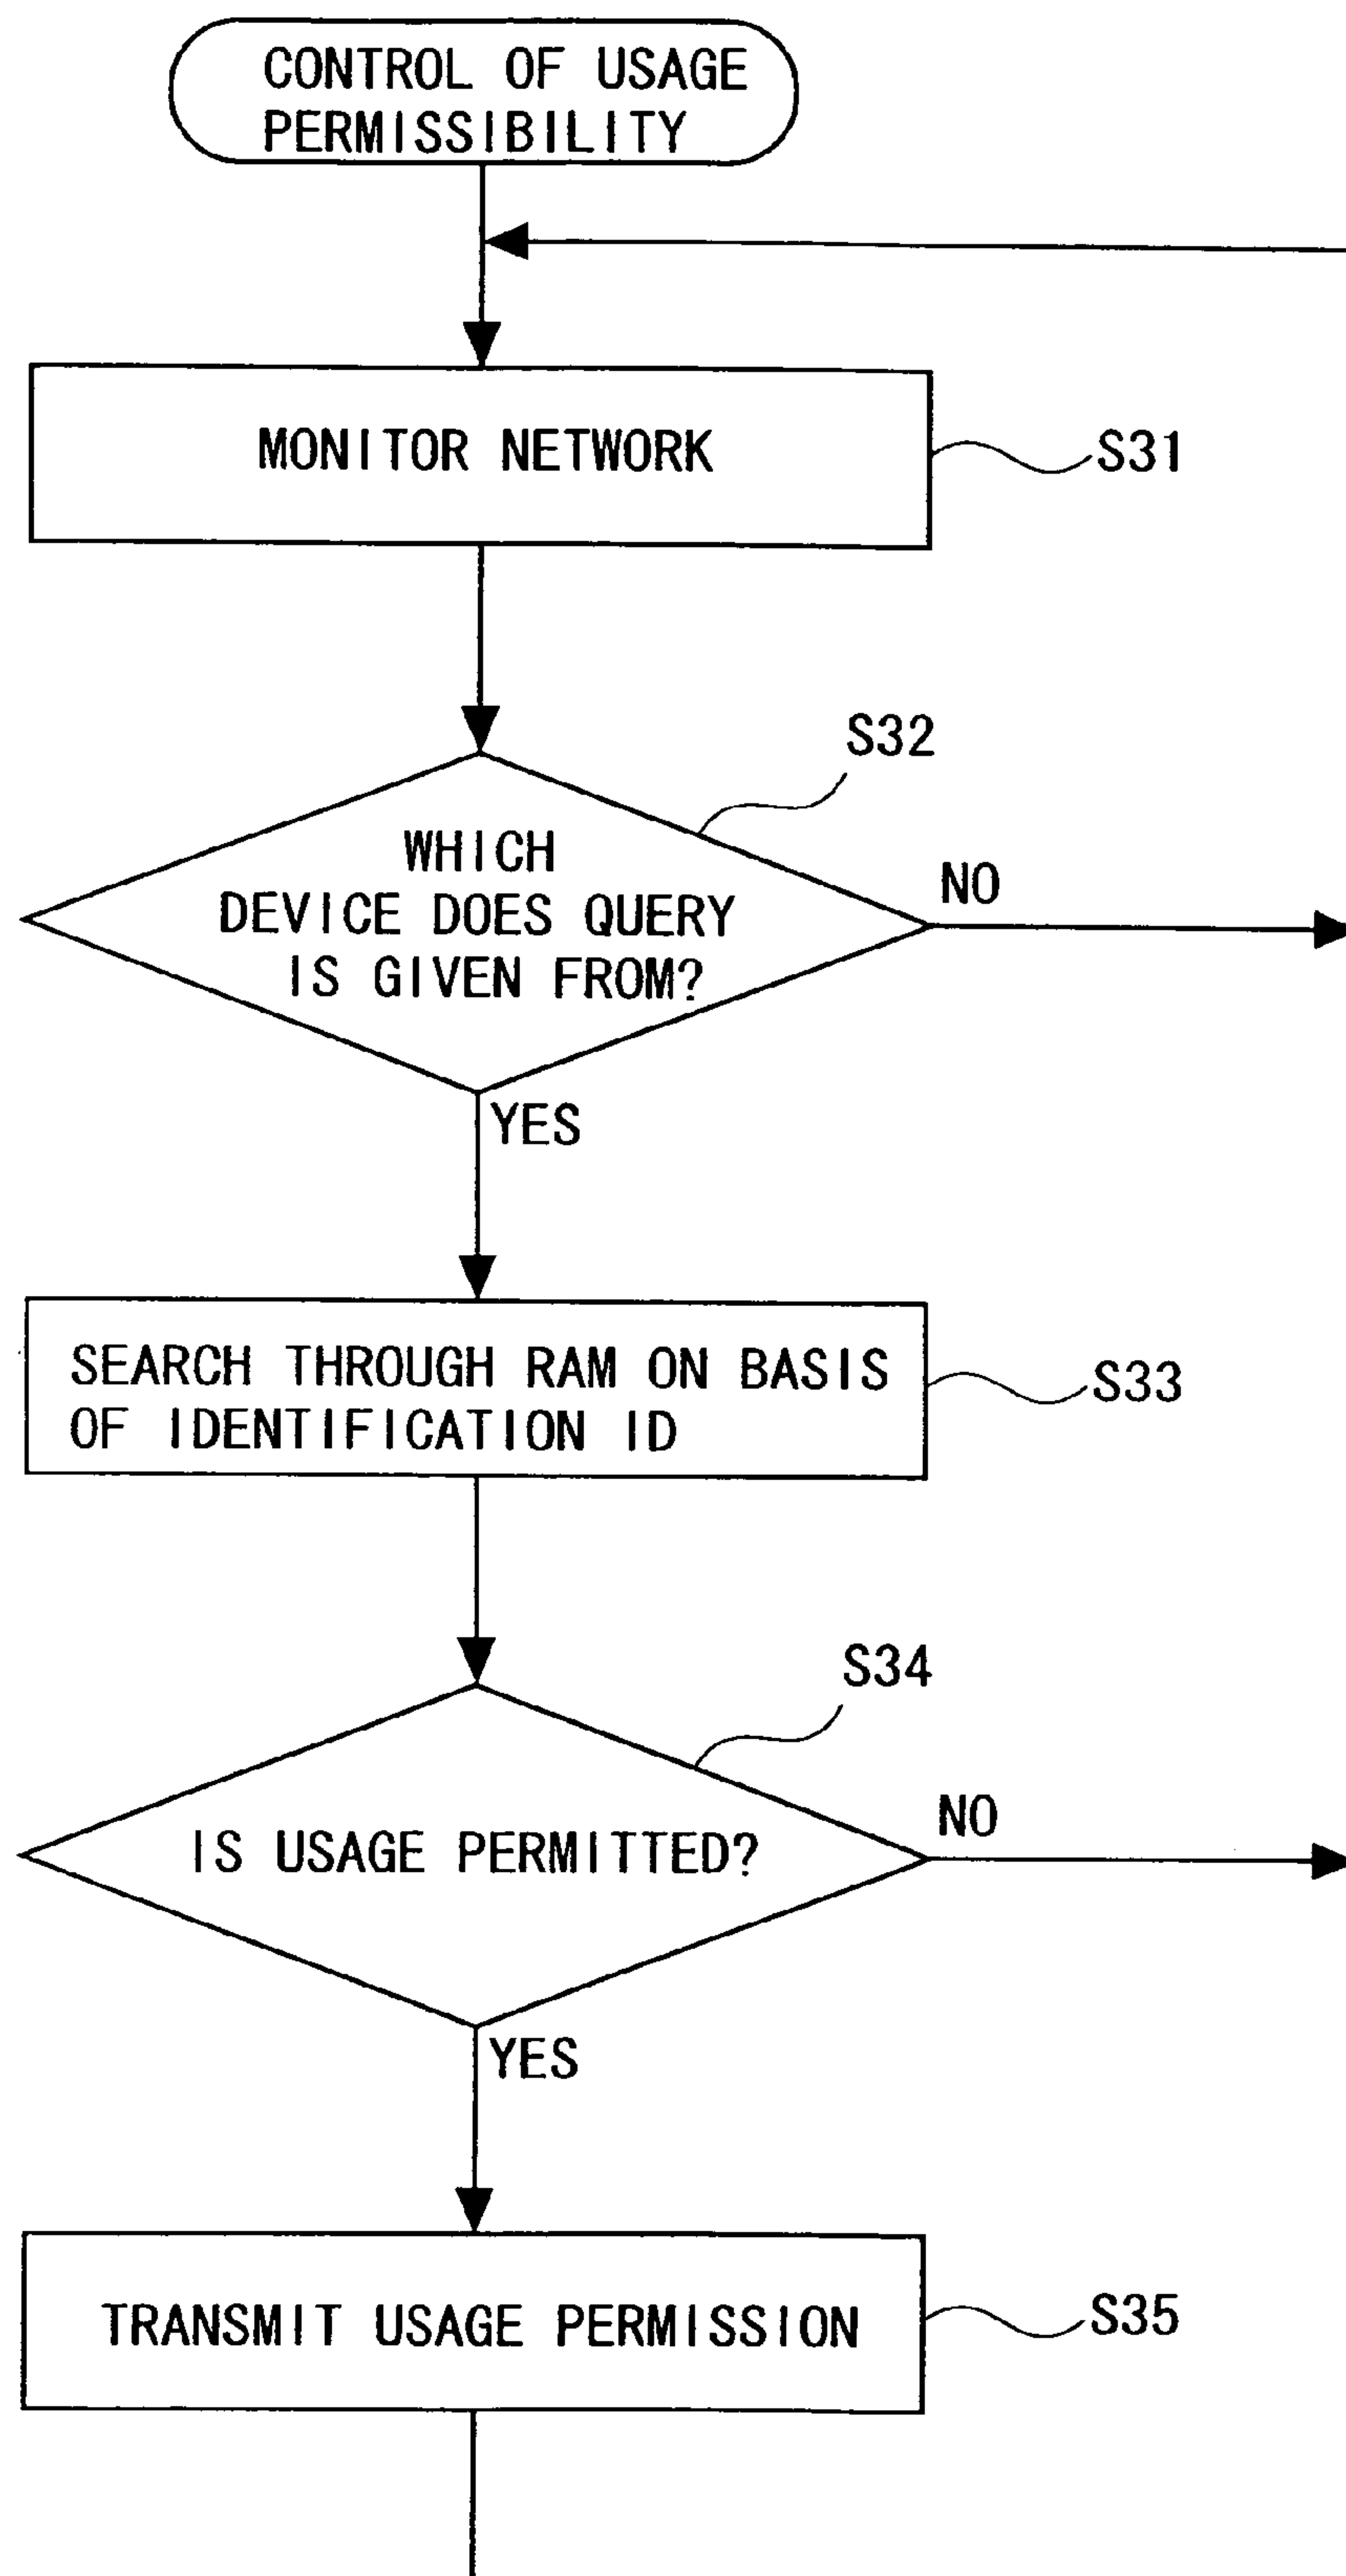 CONTROL OF USAGE
PERMISSIBILITY
MONITOR NETWORK
S31
S32
WHICH
DEVICE DOES QUERY
IS GIVEN FROM?
NO
YES
SEARCH THROUGH RAM ON BASIS
OF IDENTIFICATION ID
S33
S34
IS USAGE PERMITTED?
NO
YES
TRANSMIT USAGE PERMISSION
S35